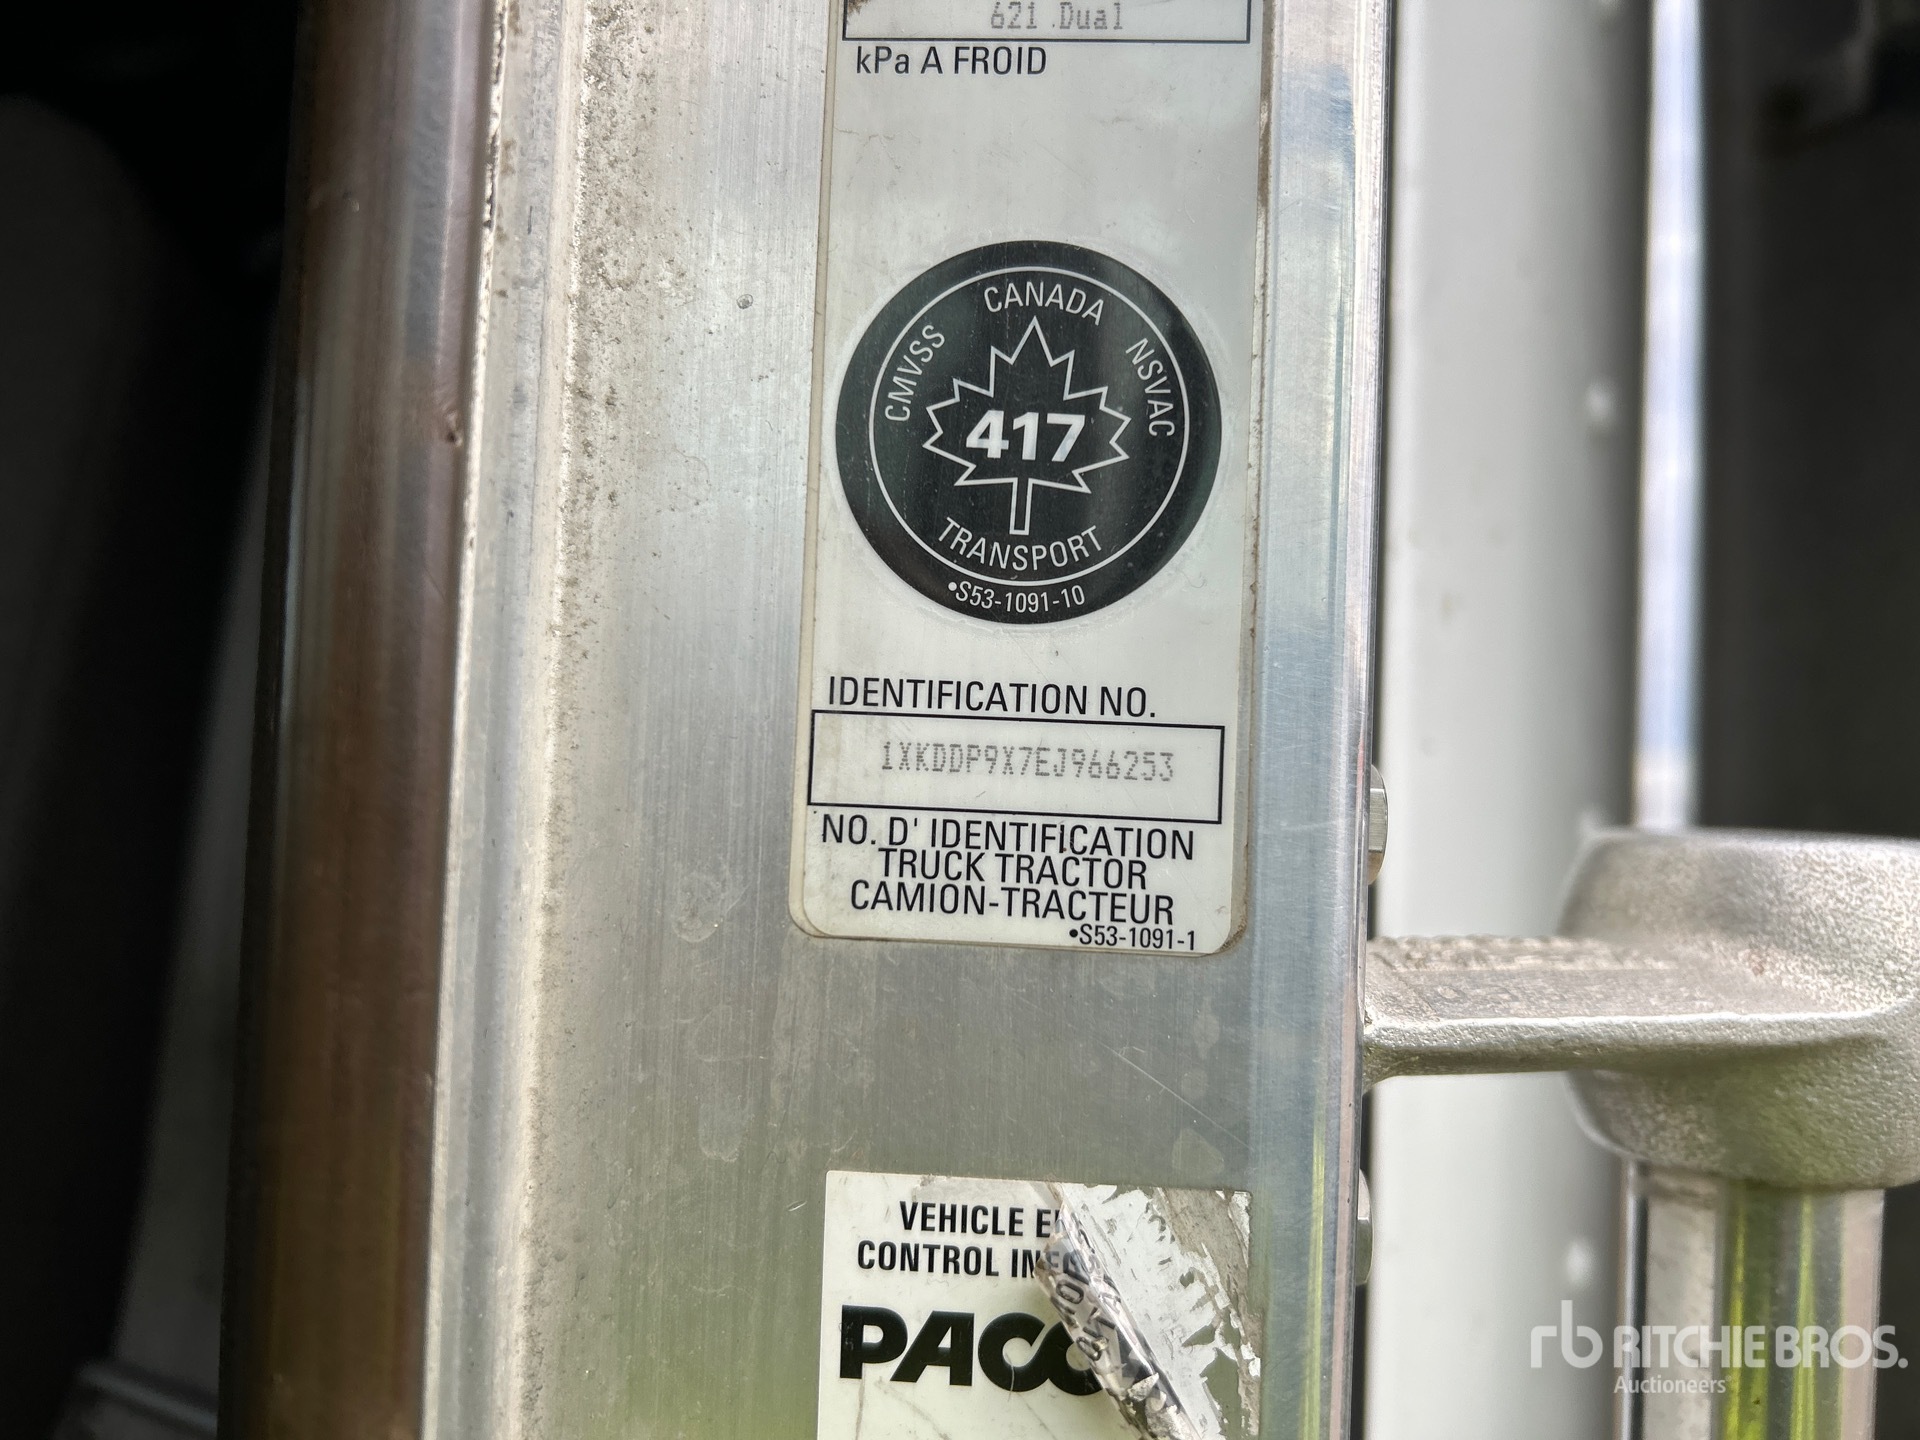 621 Dual
kPa A FROID
CANADA
CMVSS
NSVAC
417
TRANSPORT
•S53-1091-10
IDENTIFICATION NO.
1XKDDP9X7EJ966253
NO. D' IDENTIFICATION
TRUCK TRACTOR
CAMION-TRACTEUR
•S53-1091-1
VEHICLE
CONTROL
rb RITCHIE BROS.
Auctioneers